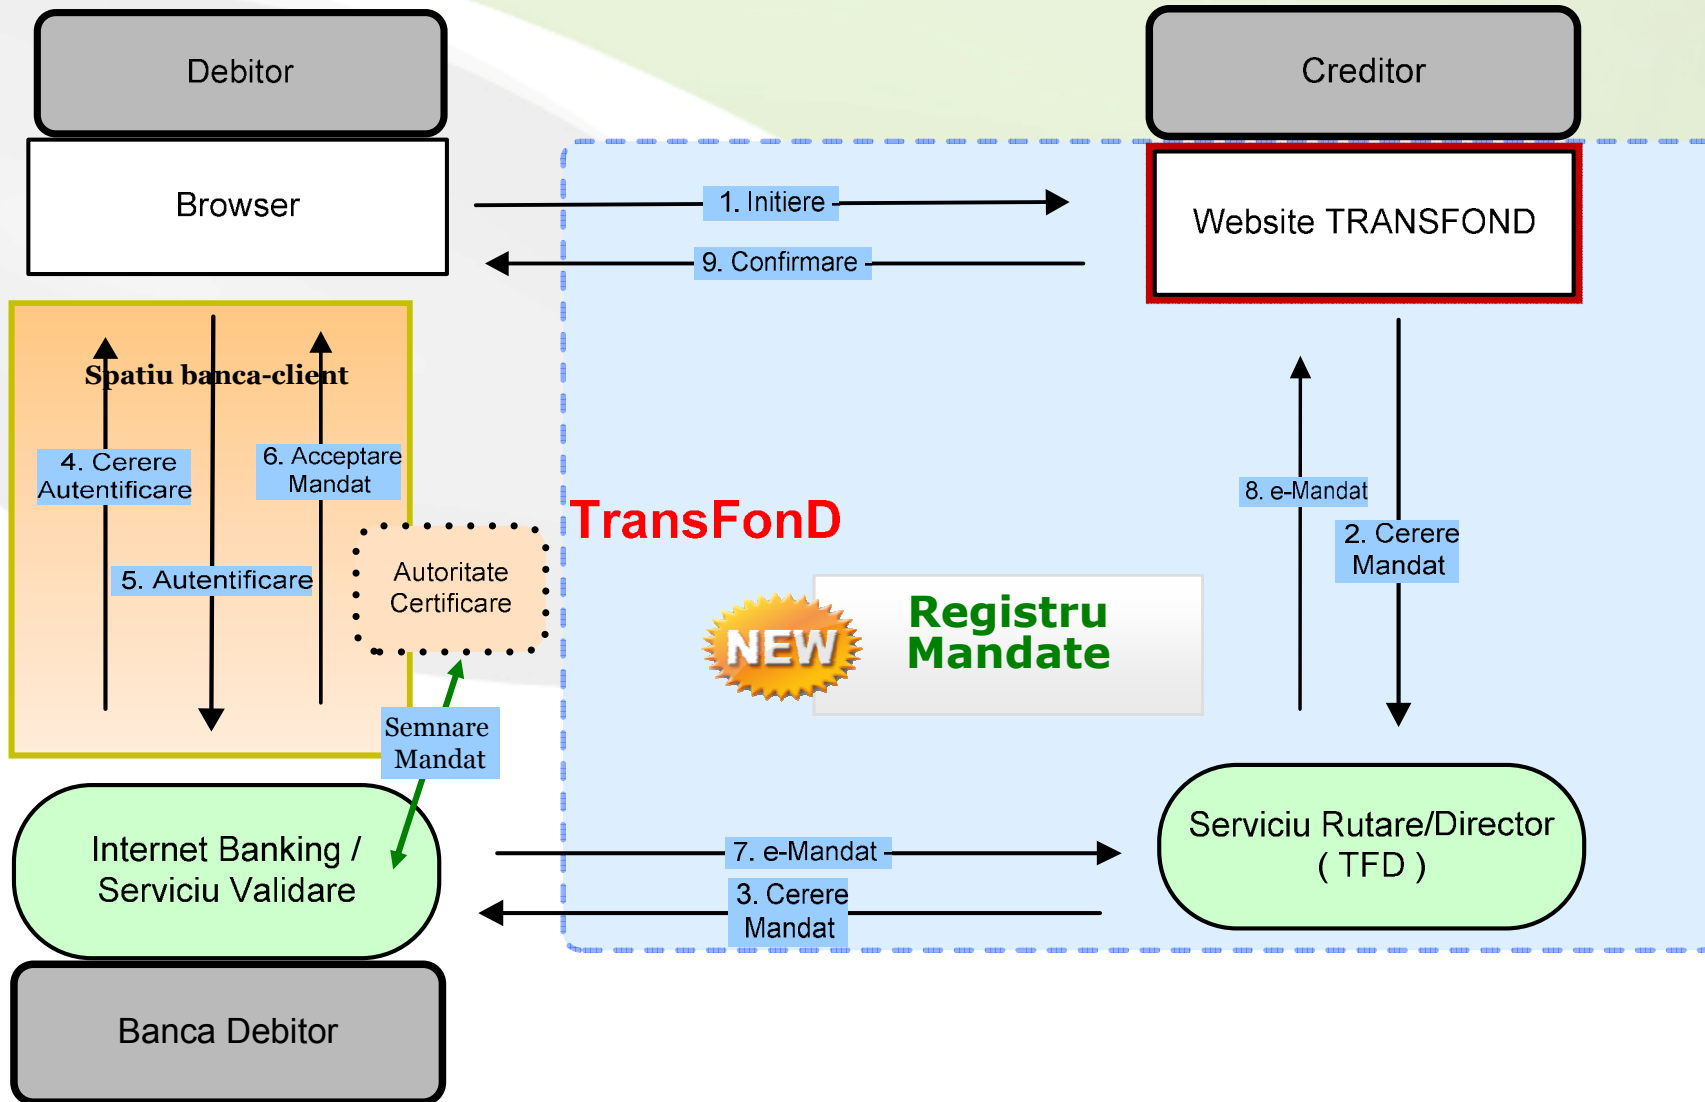 Debitor
Creditor
Browser
1. Initiere
Website TRANSFOND
9. Confirmare
Spatiu banca-client
4. Cerere
Autentificare
6. Acceptare
Mandat
5. Autentificare
Autoritate
Certificare
TransFonD
8. e-Mandat
2. Cerere
Mandat
NEW
Registru
Mandate
Semnare
Mandat
Internet Banking /
Serviciu Validare
7. e-Mandat
3. Cerere
Mandat
Serviciu Rutare/Director
( TFD )
Banca Debitor